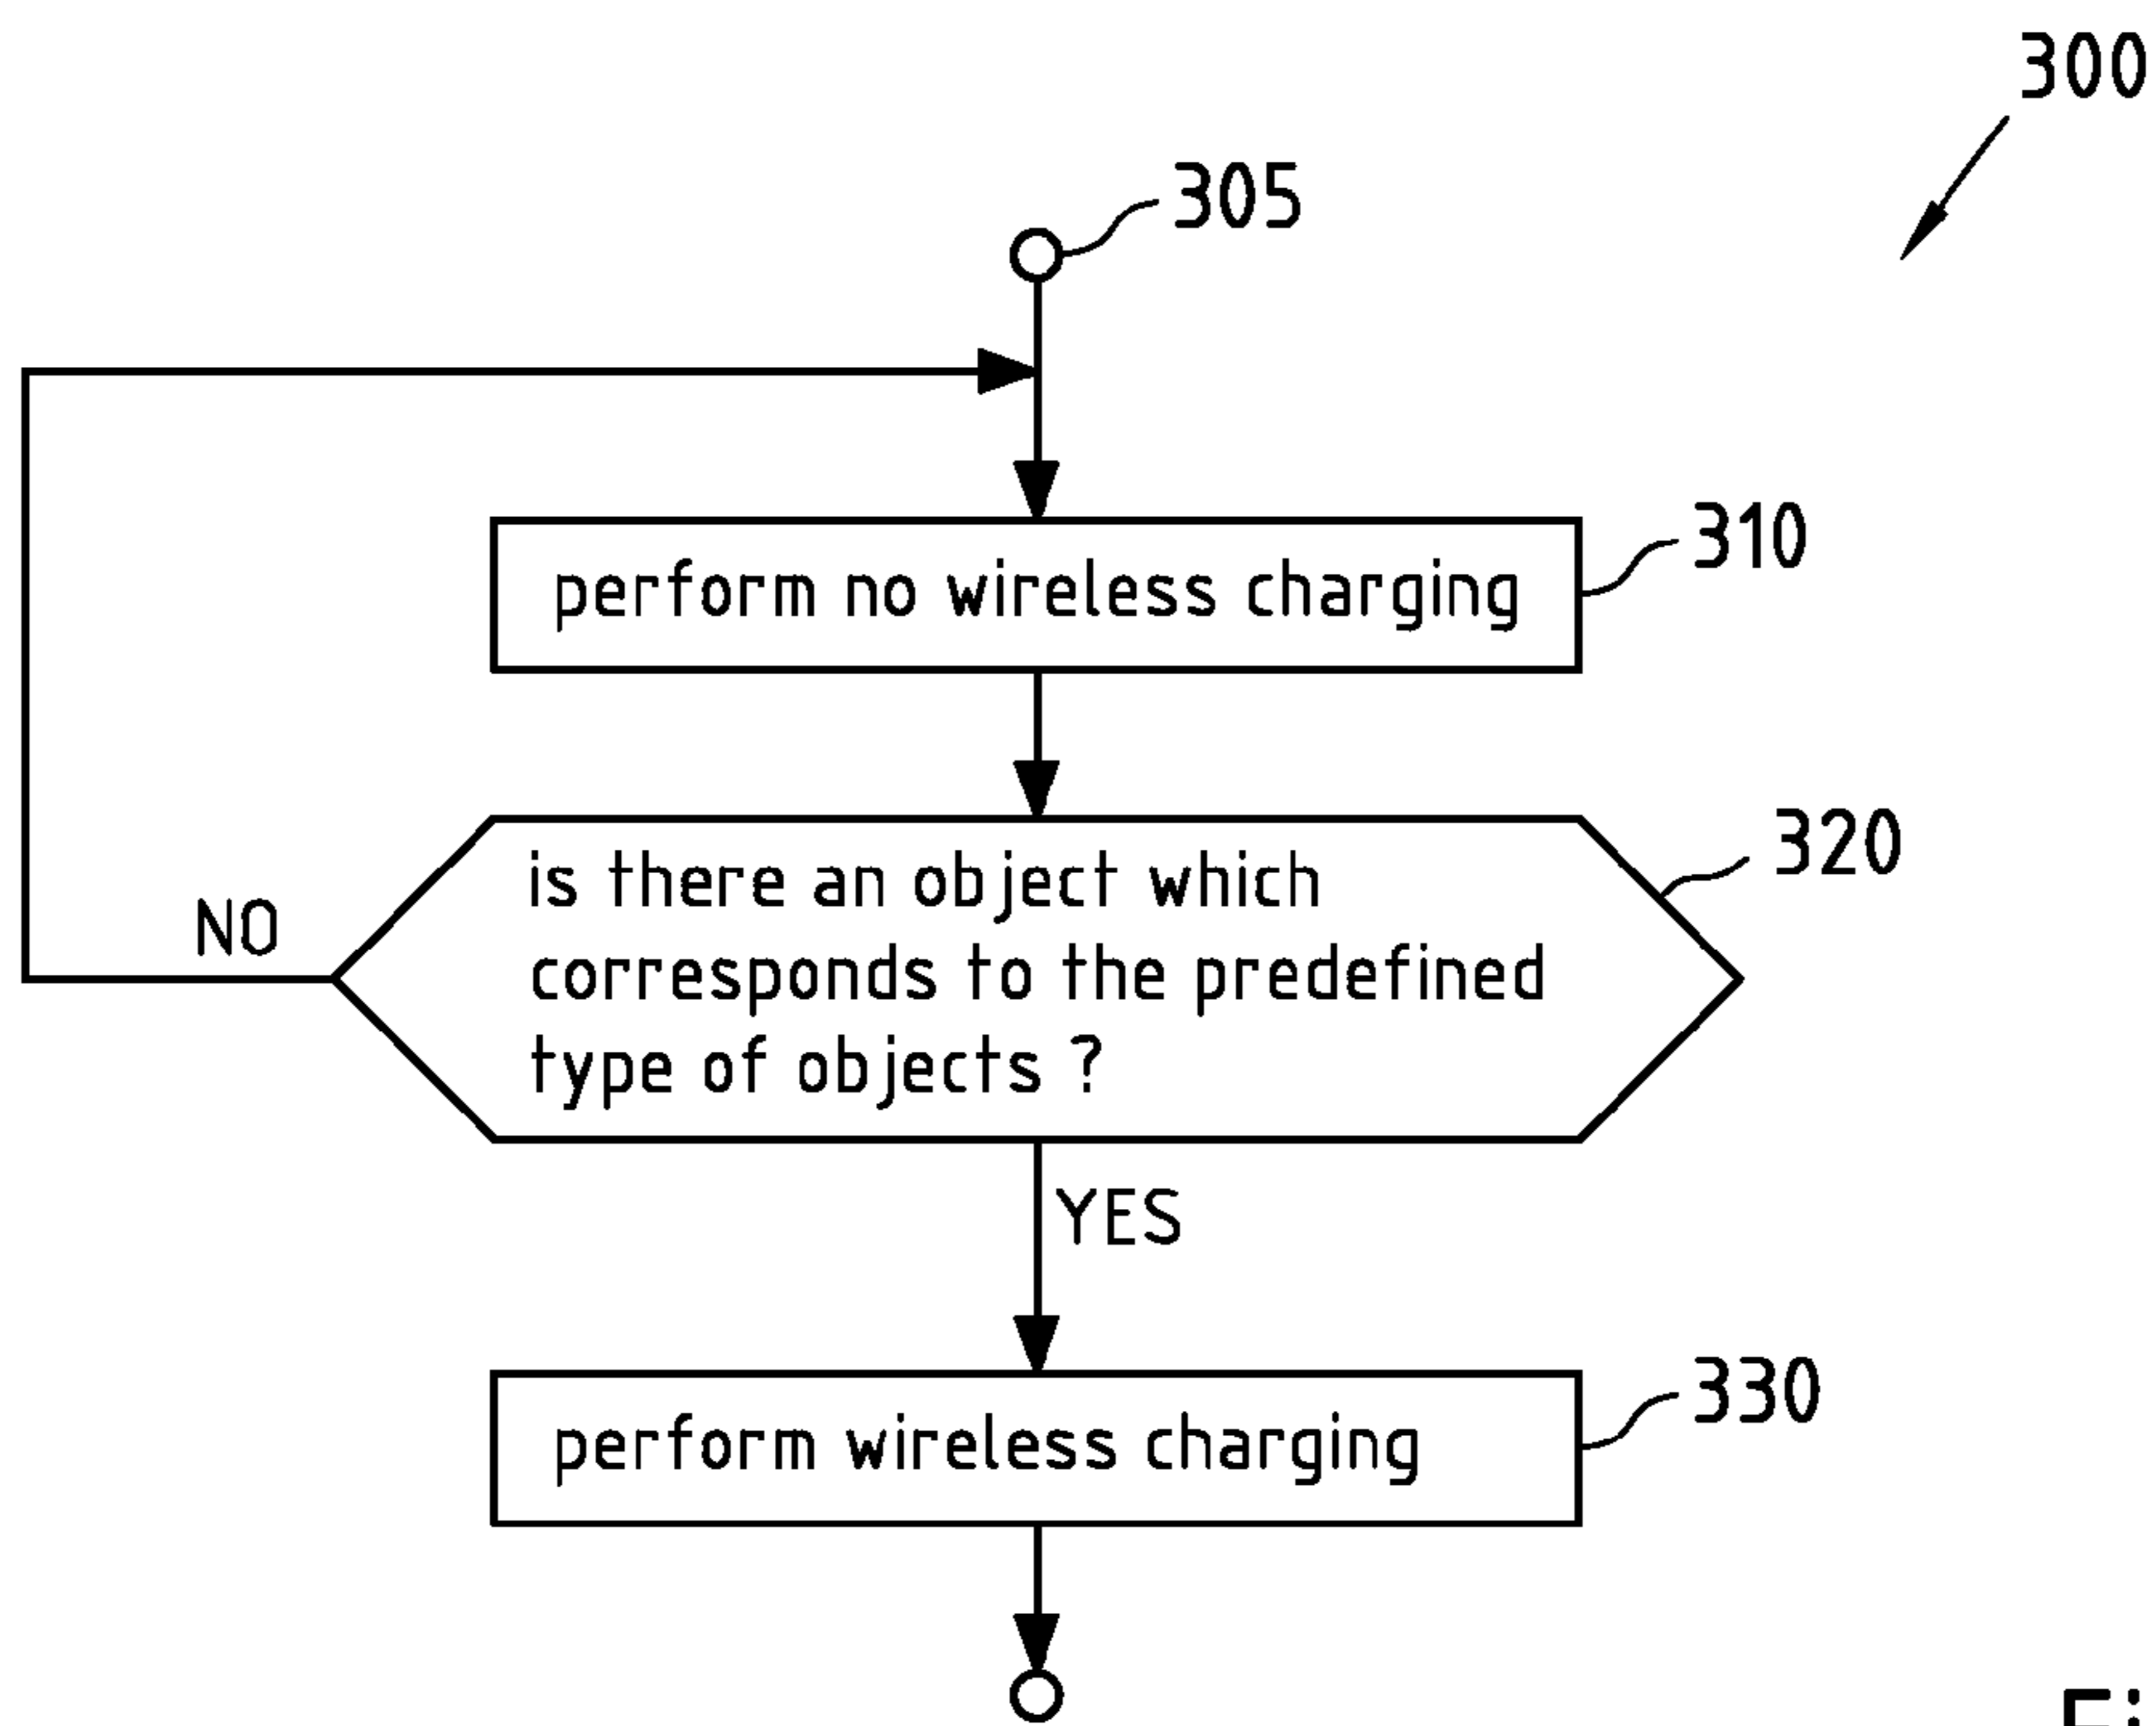 300
305
perform no wireless charging
310
is there an object which
corresponds to the predefined
type of objects ?
320
NO
YES
perform wireless charging
330